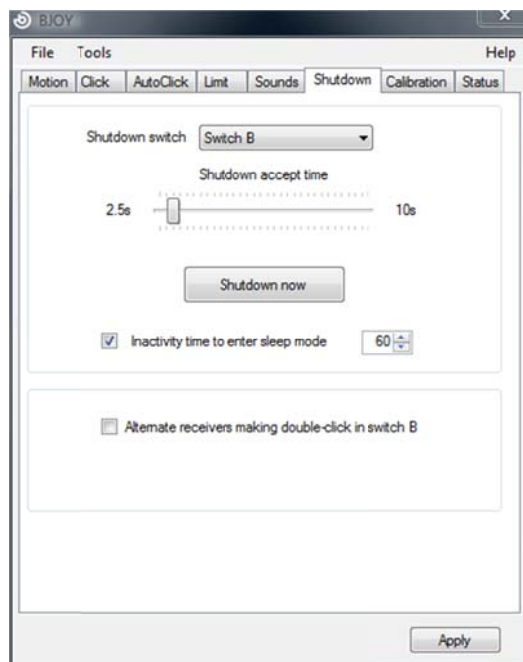 BJOY
File Tools Help
Motion Click AutoClick Limt Sounds Shutdown Calibration Status
Shutdown switch Switch B
Shutdown accept time
2.5s 10s
Shutdown now
Inactivity time to enter sleep mode 60
Alternate receivers making double-click in switch B
Apply